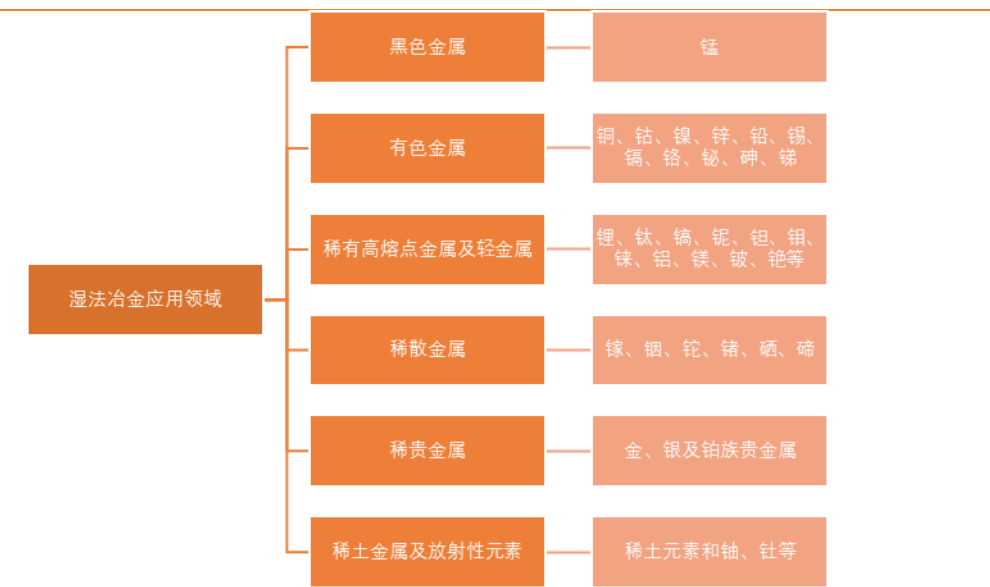 黑色金属
锰
有色金属
铜、钴、镍、锌、铅、锡、
镉、铬、铋、砷、锑
稀有高熔点金属及轻金属
锂、钛、镐、铌、钽、钼、
铼、铝、镁、铍、铯等
湿法冶金应用领域
稀散金属
镓、铟、铊、锗、硒、碲
稀贵金属
金、银及铂族贵金属
稀土金属及放射性元素
稀土元素和铀、钍等